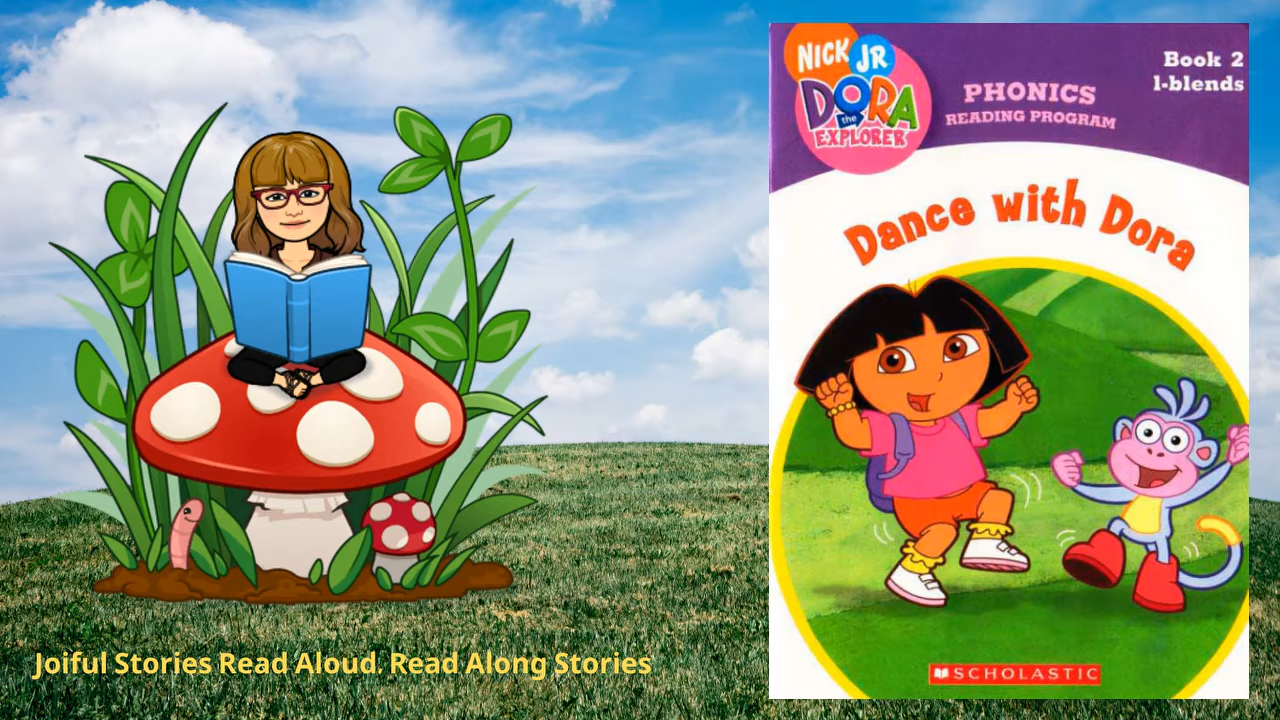 Joiful Stories Read Aloud. Read Along Stories
NICK JR
DORA
the
EXPLORER
PHONICS
READING PROGRAM
Book 2
l-blends
Dance with Dora
SCHOLASTIC